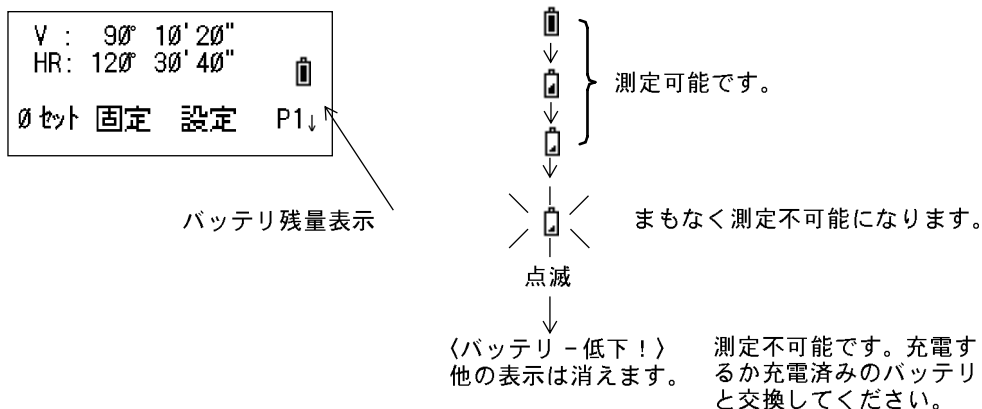 V :  90° 10'20"
HR: 120° 30'40"
0セット 固定 設定 P1↓
バッテリ残量表示
測定可能です。
まもなく測定不可能になります。
点滅
〈バッテリ－低下！〉
他の表示は消えます。
測定不可能です。充電す
るか充電済みのバッテリ
と交換してください。